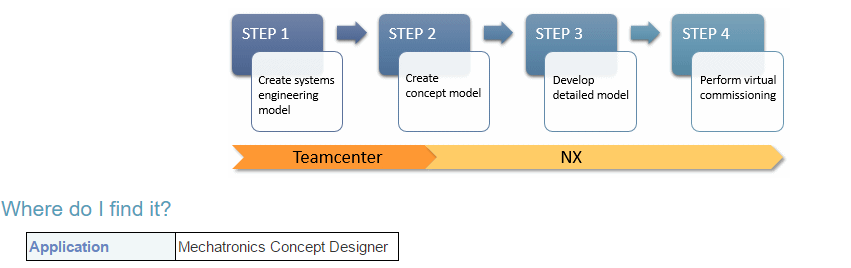 STEP 1
STEP 2
STEP 3
STEP 4
Create systems
engineering
model
Create
concept model
Develop
detailed model
Perform virtual
commissioning
Teamcenter
NX
Where do I find it?
Application
Mechatronics Concept Designer